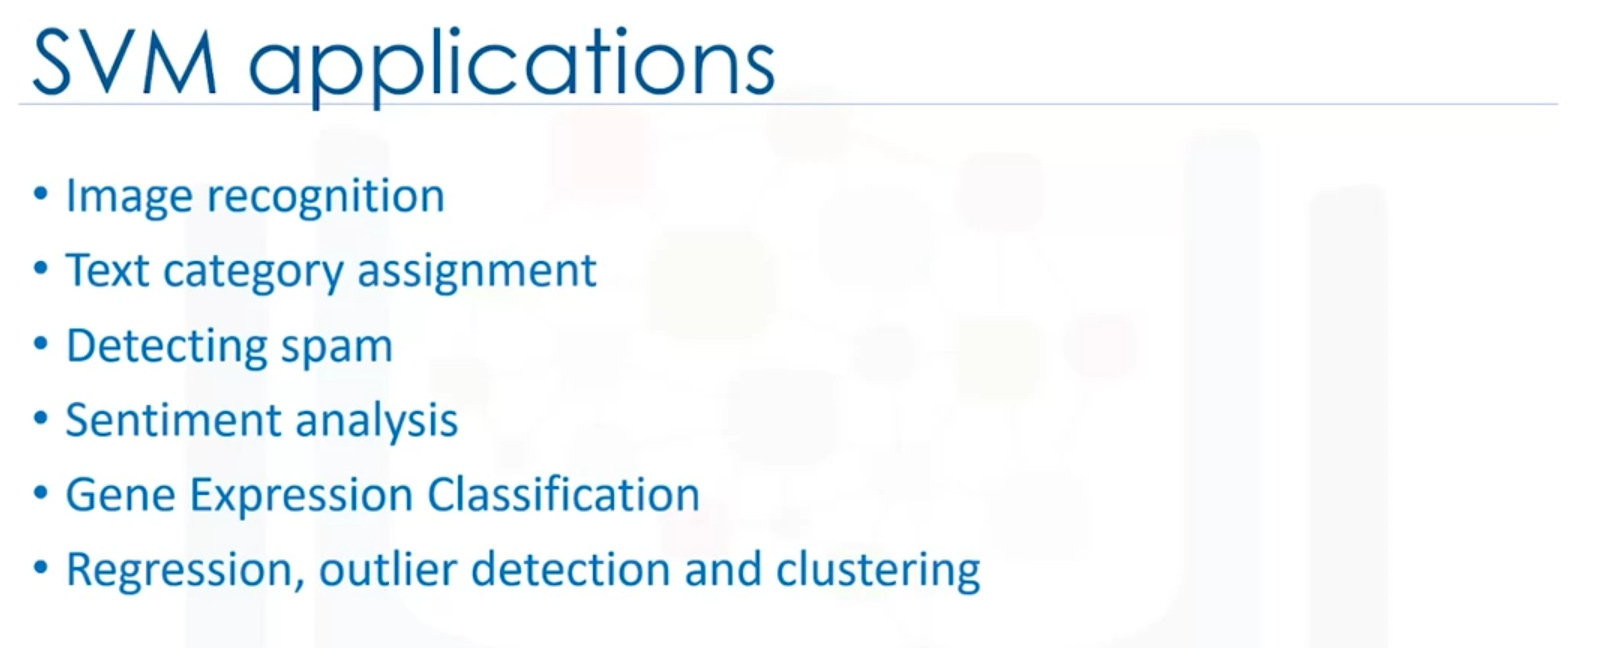 SVM applications
• Image recognition
• Text category assignment
• Detecting spam
• Sentiment analysis
• Gene Expression Classification
• Regression, outlier detection and clustering